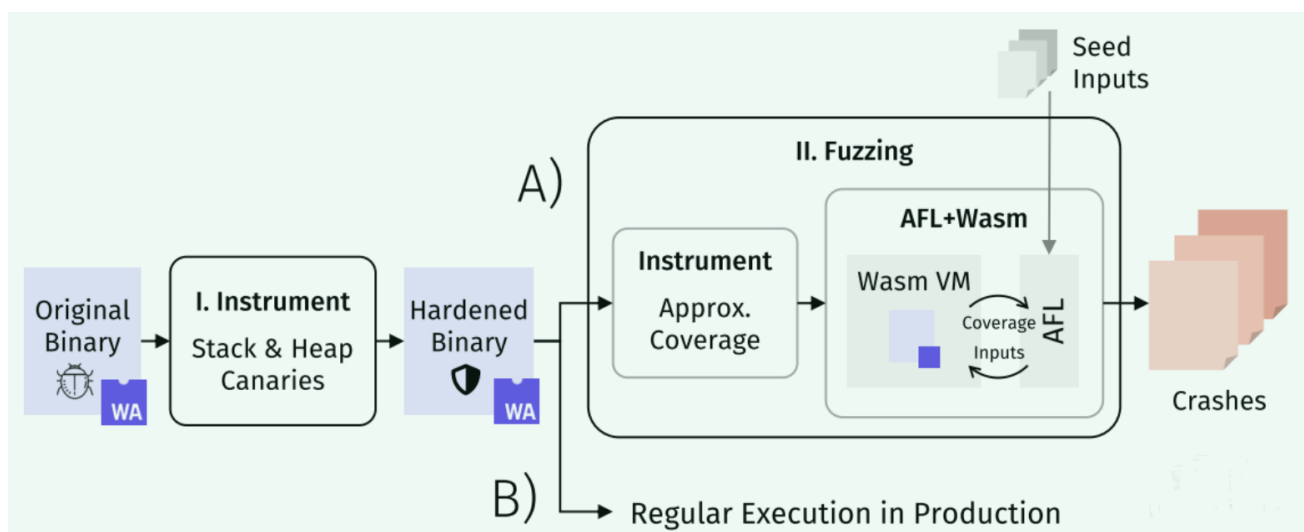 Seed
Inputs
A)
II. Fuzzing
AFL+Wasm
Instrument
Approx.
Coverage
Wasm VM
Coverage
Inputs
AFL
Original
Binary
WA
I. Instrument
Stack & Heap
Canaries
Hardened
Binary
WA
Crashes
B)
Regular Execution in Production